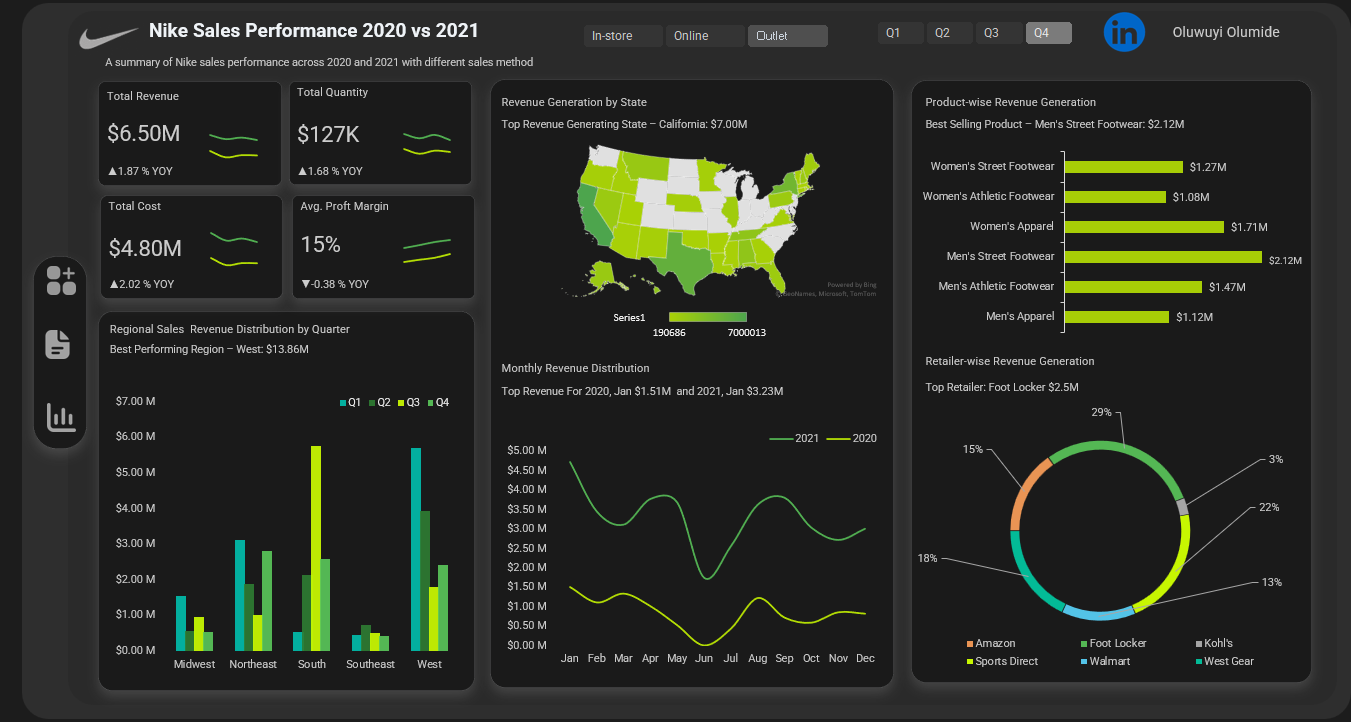 Nike Sales Performance 2020 vs 2021
In-store
Online
Outlet
Q1
Q2
Q3
Q4
in
Oluwuyi Olumide
A summary of Nike sales performance across 2020 and 2021 with different sales method
Total Revenue
$6.50M
▲1.87 % YOY
Total Quantity
$127K
▲1.68 % YOY
Total Cost
$4.80M
▲2.02 % YOY
Avg. Proft Margin
15%
▼-0.38 % YOY
Regional Sales Revenue Distribution by Quarter
Best Performing Region – West: $13.86M
Q1 Q2 Q3 Q4
$7.00 M
$6.00 M
$5.00 M
$4.00 M
$3.00 M
$2.00 M
$1.00 M
$0.00 M
Midwest Northeast South Southeast West
Revenue Generation by State
Top Revenue Generating State – California: $7.00M
Powered by Bing
GeoNames, Microsoft, TomTom
Series1
190686 7000013
Monthly Revenue Distribution
Top Revenue For 2020, Jan $1.51M and 2021, Jan $3.23M
2021 2020
$5.00 M
$4.50 M
$4.00 M
$3.50 M
$3.00 M
$2.50 M
$2.00 M
$1.50 M
$1.00 M
$0.50 M
$0.00 M
Jan Feb Mar Apr May Jun Jul Aug Sep Oct Nov Dec
Product-wise Revenue Generation
Best Selling Product – Men's Street Footwear: $2.12M
Women's Street Footwear $1.27M
Women's Athletic Footwear $1.08M
Women's Apparel $1.71M
Men's Street Footwear $2.12M
Men's Athletic Footwear $1.47M
Men's Apparel $1.12M
Retailer-wise Revenue Generation
Top Retailer: Foot Locker $2.5M
29%
15%
3%
22%
18%
13%
Amazon Foot Locker Kohl's
Sports Direct Walmart West Gear